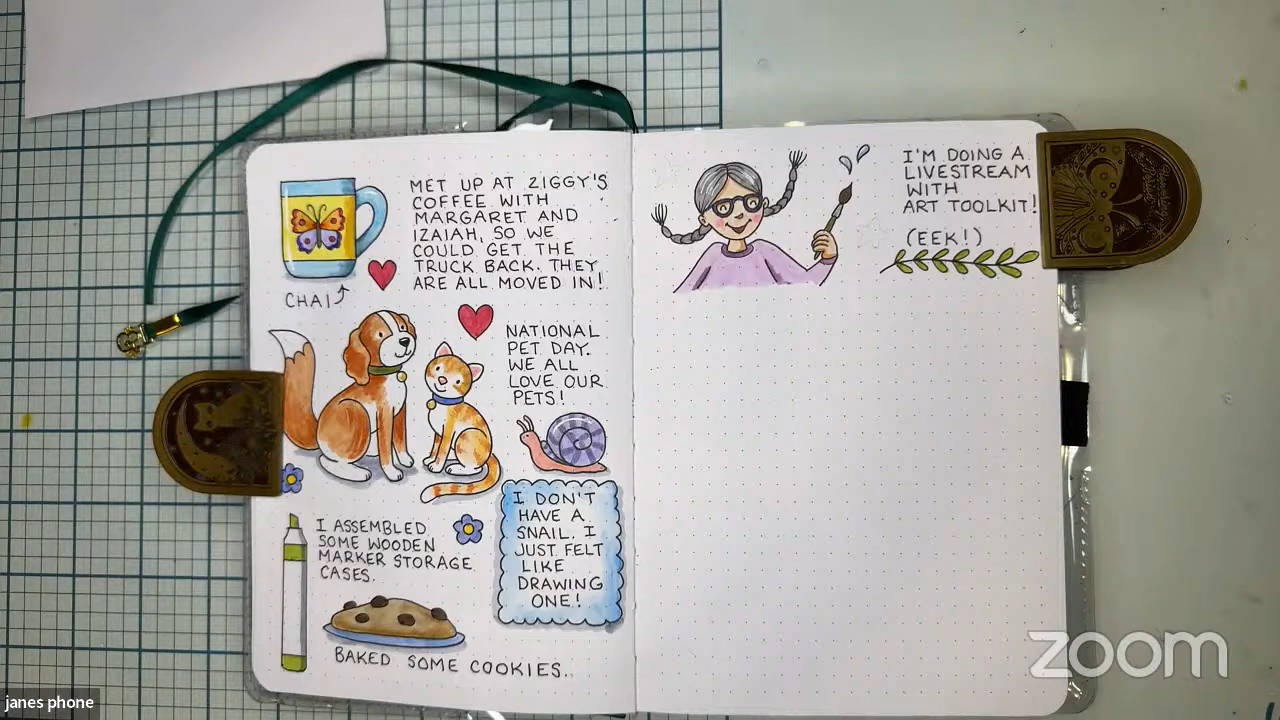 MET UP AT ZIGGY'S
COFFEE WITH
MARGARET AND
IZAIAH, SO WE
COULD GET THE
TRUCK BACK. THEY
ARE ALL MOVED IN!
CHAI
NATIONAL
PET DAY.
WE ALL
LOVE OUR
PETS!
I DON'T
HAVE A
SNAIL. I
JUST FELT
LIKE
DRAWING
ONE!
I ASSEMBLED
SOME WOODEN
MARKER STORAGE
CASES.
BAKED SOME COOKIES.
I'M DOING A
LIVESTREAM
WITH
ART TOOLKIT!
(EEK!)
zoom
janes phone